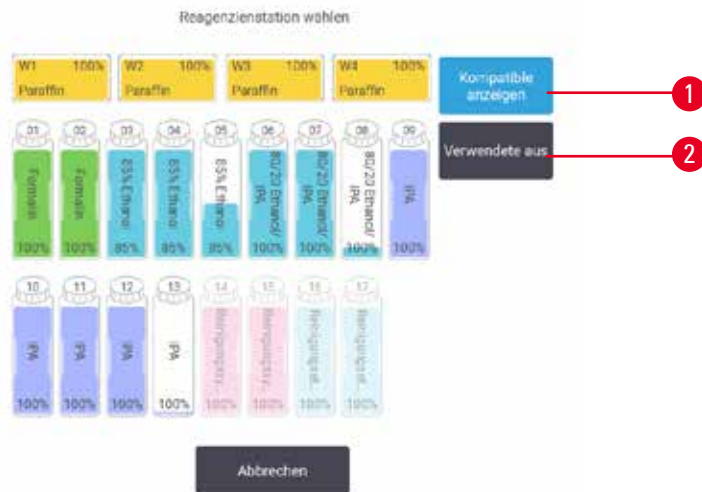 Reagenzienstation wählen
W1 100%
Paraffin
W2 100%
Paraffin
W3 100%
Paraffin
W4 100%
Paraffin
Kompatible
anzeigen
1
Verwendete aus
2
01
Formalin
100%
02
Formalin
100%
03
85% Ethanol
85%
04
85% Ethanol
85%
05
85% Ethanol
85%
06
80/20 Ethanol/
IPA
100%
07
80/20 Ethanol/
IPA
100%
08
80/20 Ethanol/
IPA
100%
09
IPA
100%
10
IPA
100%
11
IPA
100%
12
IPA
100%
13
IPA
100%
14
100%
15
100%
16
100%
17
100%
Abbrechen